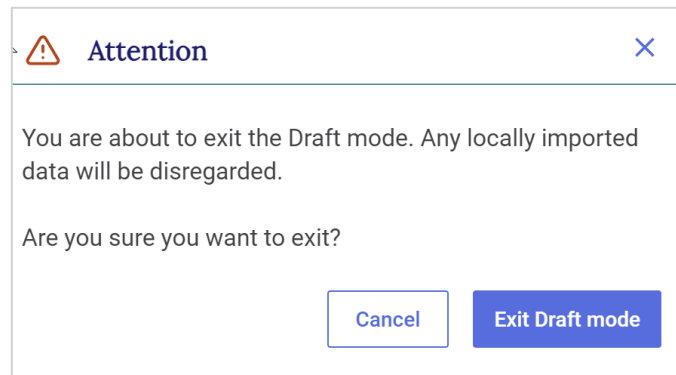 Attention
You are about to exit the Draft mode. Any locally imported
data will be disregarded.
Are you sure you want to exit?
Cancel
Exit Draft mode